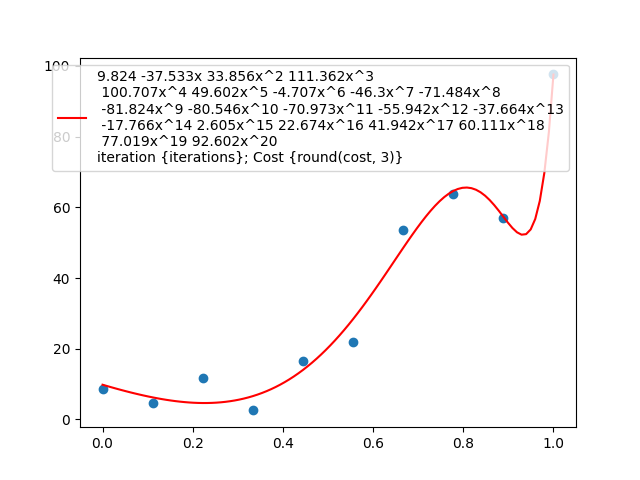 100
80
60
40
20
0
9.824 -37.533x 33.856x^2 111.362x^3
100.707x^4 49.602x^5 -4.707x^6 -46.3x^7 -71.484x^8
-81.824x^9 -80.546x^10 -70.973x^11 -55.942x^12 -37.664x^13
-17.766x^14 2.605x^15 22.674x^16 41.942x^17 60.111x^18
77.019x^19 92.602x^20
iteration {iterations}; Cost {round(cost, 3)}
0.0 0.2 0.4 0.6 0.8 1.0